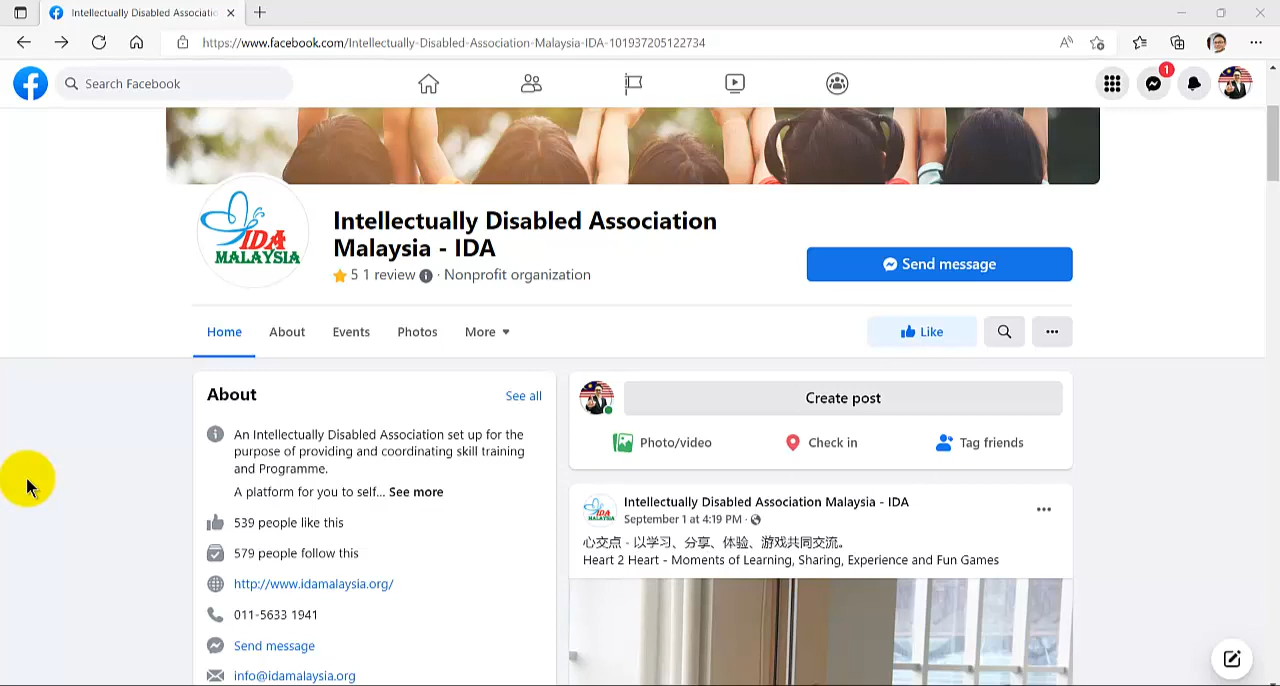 Intellectually Disabled Associatio
https://www.facebook.com/Intellectually-Disabled-Association-Malaysia-IDA-101937205122734
Search Facebook
1
IDA
MALAYSIA
Intellectually Disabled Association
Malaysia - IDA
5 1 review · Nonprofit organization
Send message
Home
About
Events
Photos
More
Like
About
See all
An Intellectually Disabled Association set up for the
purpose of providing and coordinating skill training
and Programme.
A platform for you to self... See more
539 people like this
579 people follow this
http://www.idamalaysia.org/
011-5633 1941
Send message
info@idamalaysia.org
Create post
Photo/video
Check in
Tag friends
IDA
MALAYSIA
Intellectually Disabled Association Malaysia - IDA
September 1 at 4:19 PM ·
心交点 - 以学习、分享、体验、游戏共同交流。
Heart 2 Heart - Moments of Learning, Sharing, Experience and Fun Games